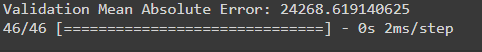 Validation Mean Absolute Error: 24268.619140625
46/46 [==============================] - 0s 2ms/step